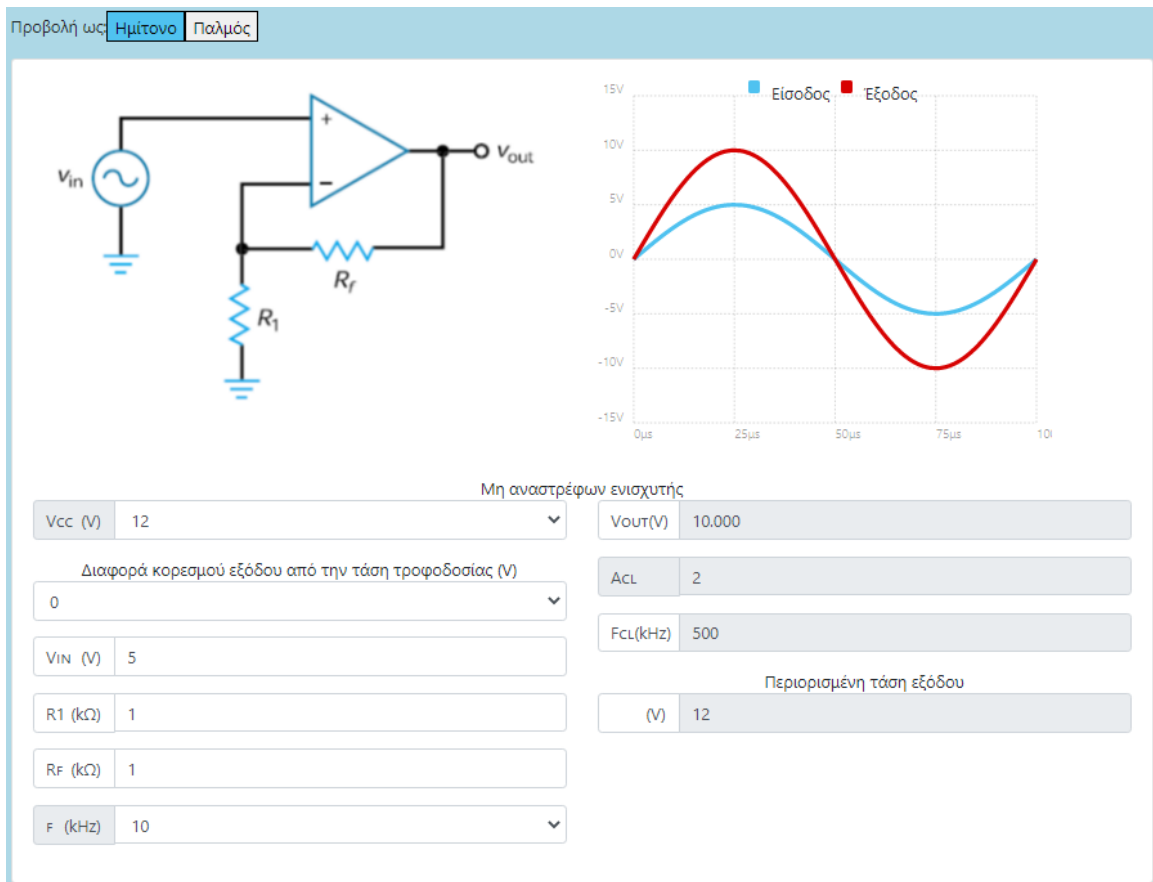 Προβολή ως: Ημίτονο Παλμός
+
−
vin
vout
Rf
R1
Είσοδος Έξοδος
15V
10V
5V
0V
-5V
-10V
-15V
0μs 25μs 50μs 75μs 10
Μη αναστρέφων ενισχυτής
Vcc (V) 12
Διαφορά κορεσμού εξόδου από την τάση τροφοδοσίας (V)
0
VIN (V) 5
R1 (kΩ) 1
RF (kΩ) 1
F (kHz) 10
VOUT(V) 10.000
ACL 2
FCL(kHz) 500
Περιορισμένη τάση εξόδου
(V) 12